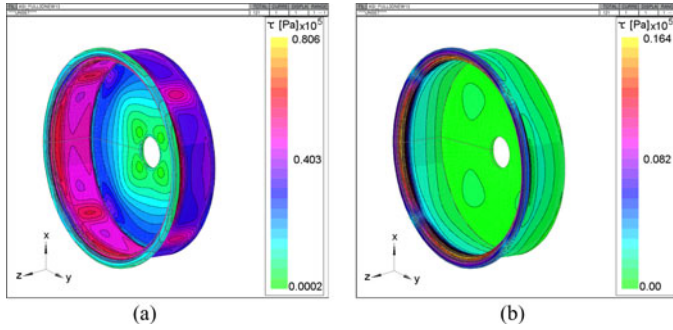 τ [Pa]x10⁵
0.806
0.403
0.0002
x
z
y
(a)
τ [Pa]x10⁵
0.164
0.082
0.00
x
z
y
(b)